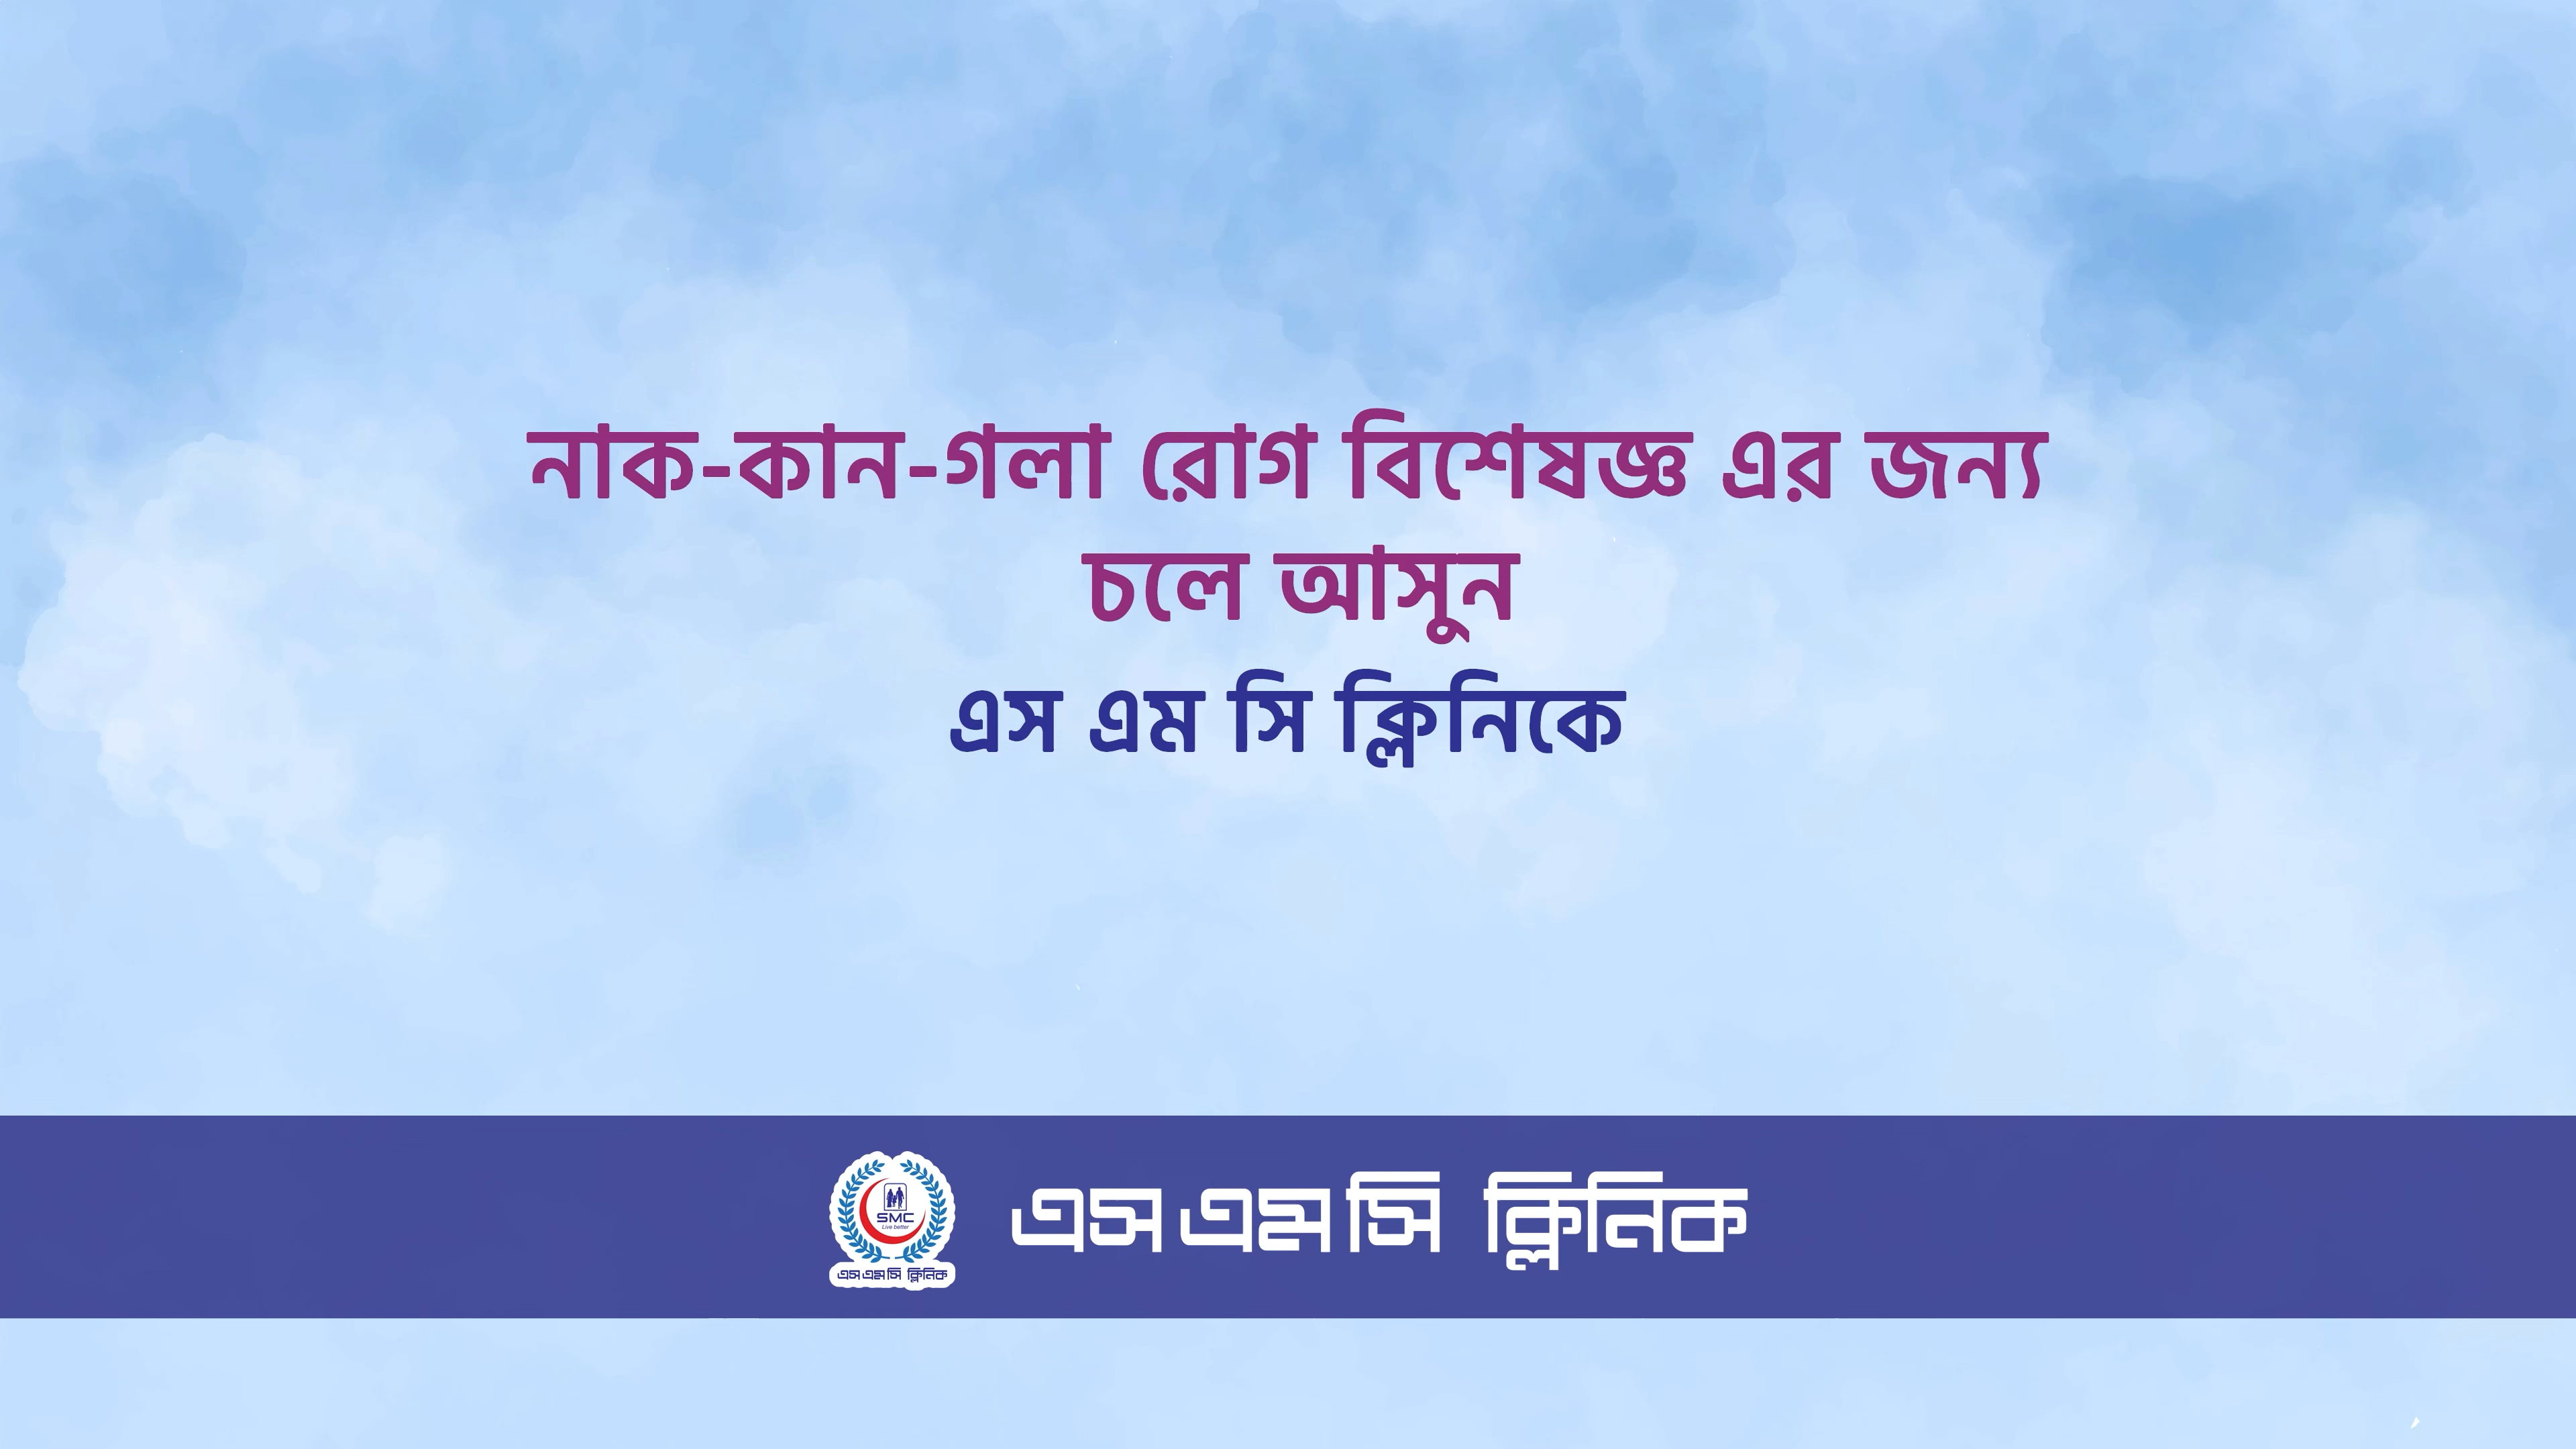 নাক-কান-গলা রোগ বিশেষজ্ঞ এর জন্য
চলে আসুন
এস এম সি ক্লিনিকে
SMC
Live better
এস এম সি ক্লিনিক
এস এম সি ক্লিনিক